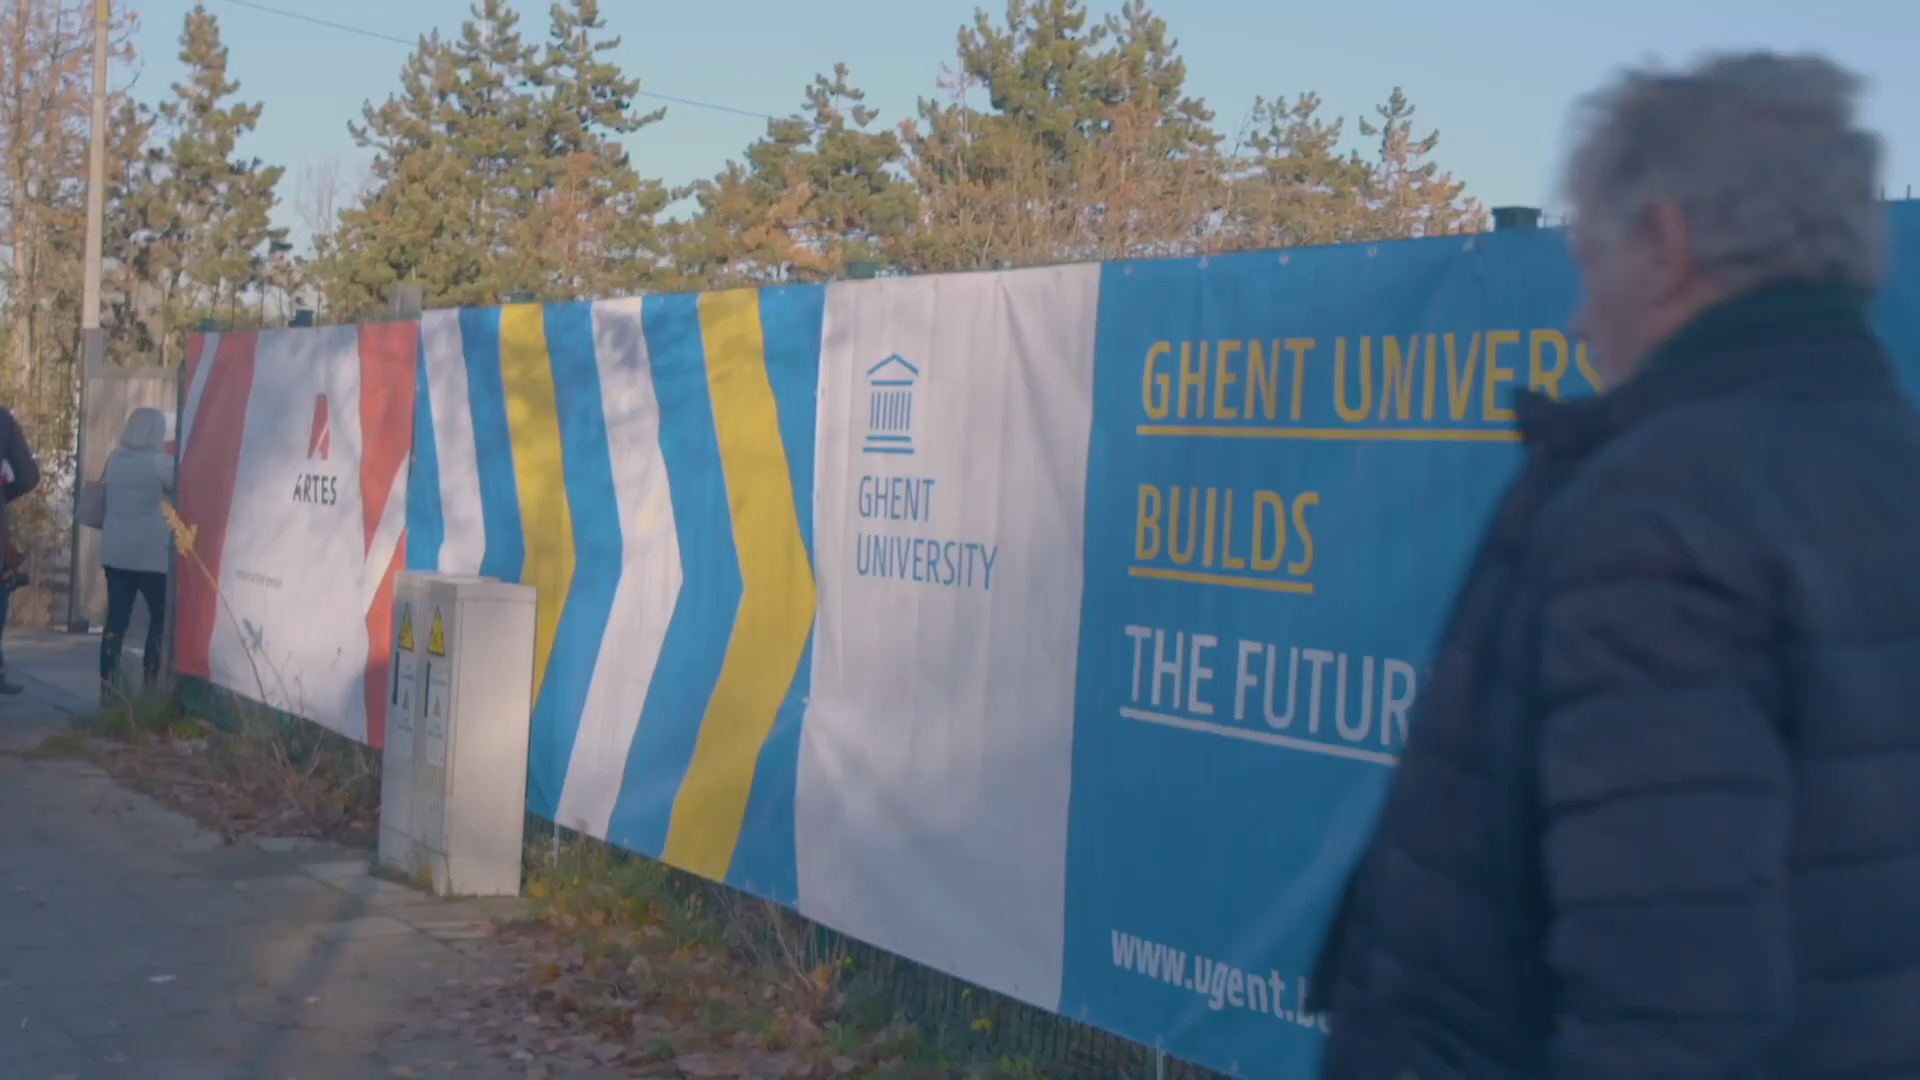 ARTES
GHENT
UNIVERSITY
GHENT UNIVERS
BUILDS
THE FUTUR
www.ugent.b